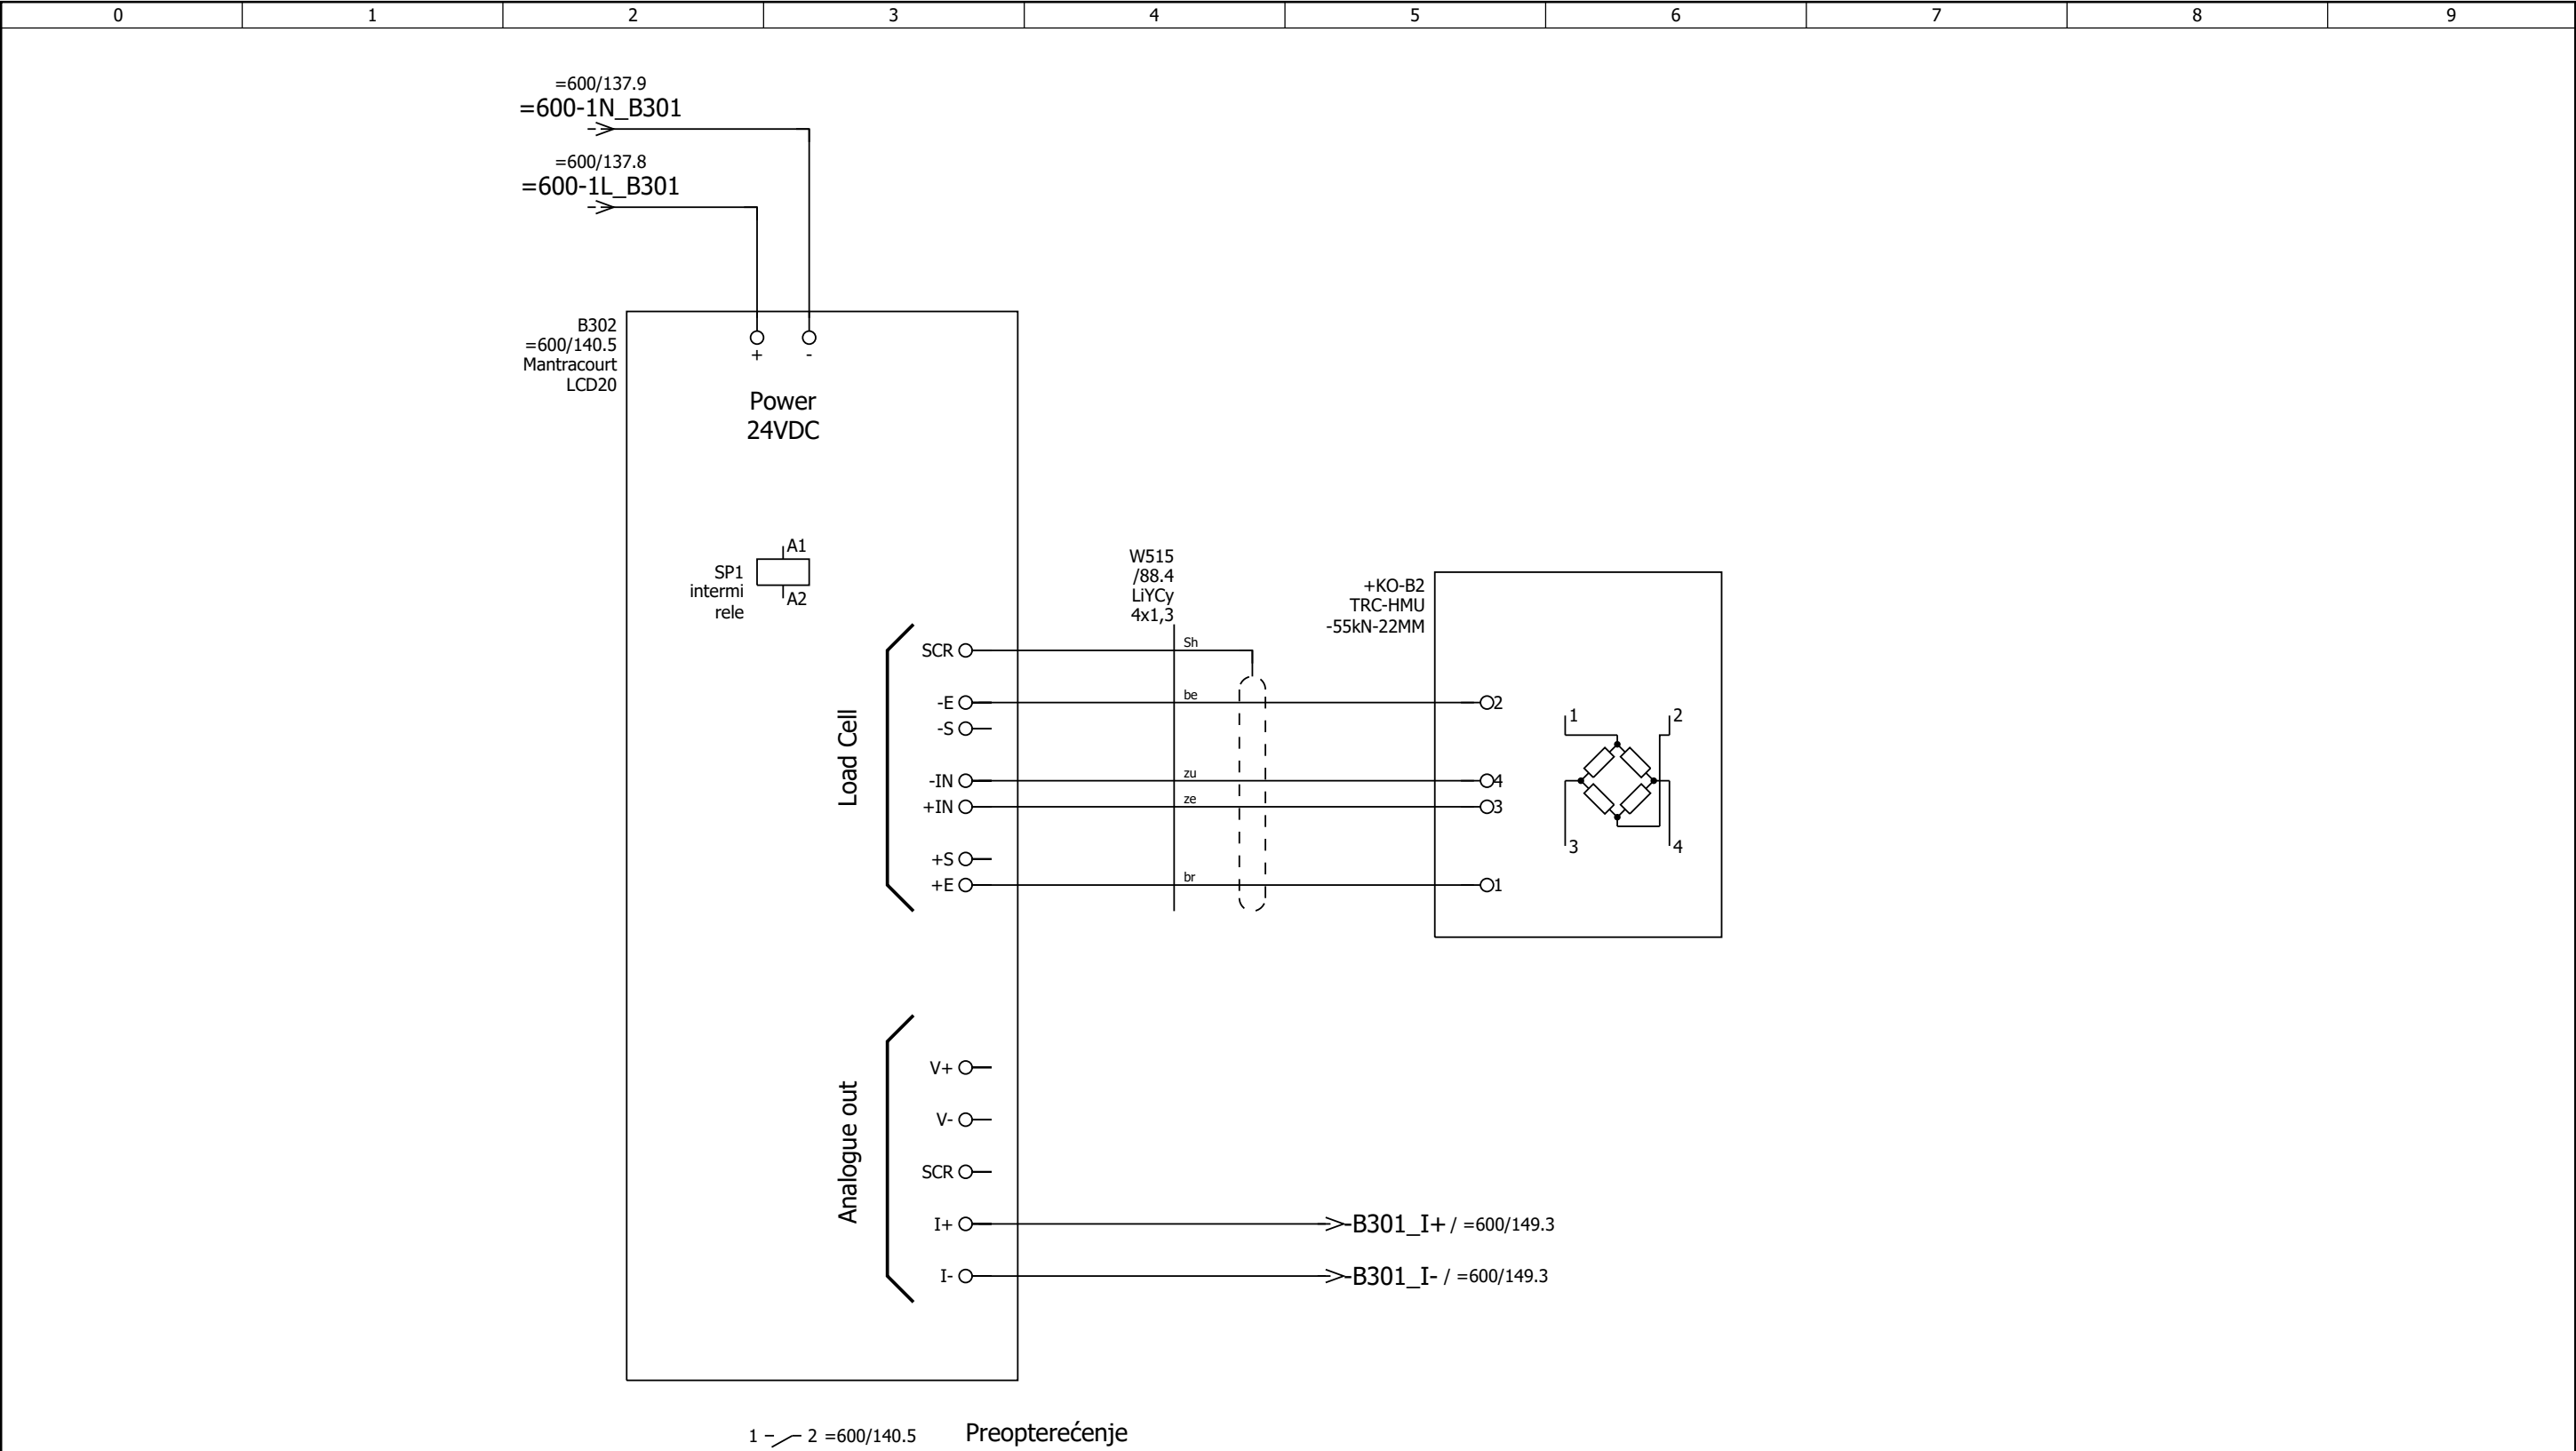 0 1 2 3 4 5 6 7 8 9
=600/137.9
=600-1N_B301
=600/137.8
=600-1L_B301
B302
=600/140.5
Mantracourt
LCD20
+ -
Power
24VDC
SP1
intermi
rele
A1
A2
W515
/88.4
LiYCy
4x1,3
+KO-B2
TRC-HMU
-55kN-22MM
Load Cell
SCR Sh
-E be 2
-S
-IN zu 4
+IN ze 3
+S
+E br 1
1 2
3 4
Analogue out
V+
V-
SCR
I+ -B301_I+ / =600/149.3
I- -B301_I- / =600/149.3
1 2 =600/140.5 Preopterećenje